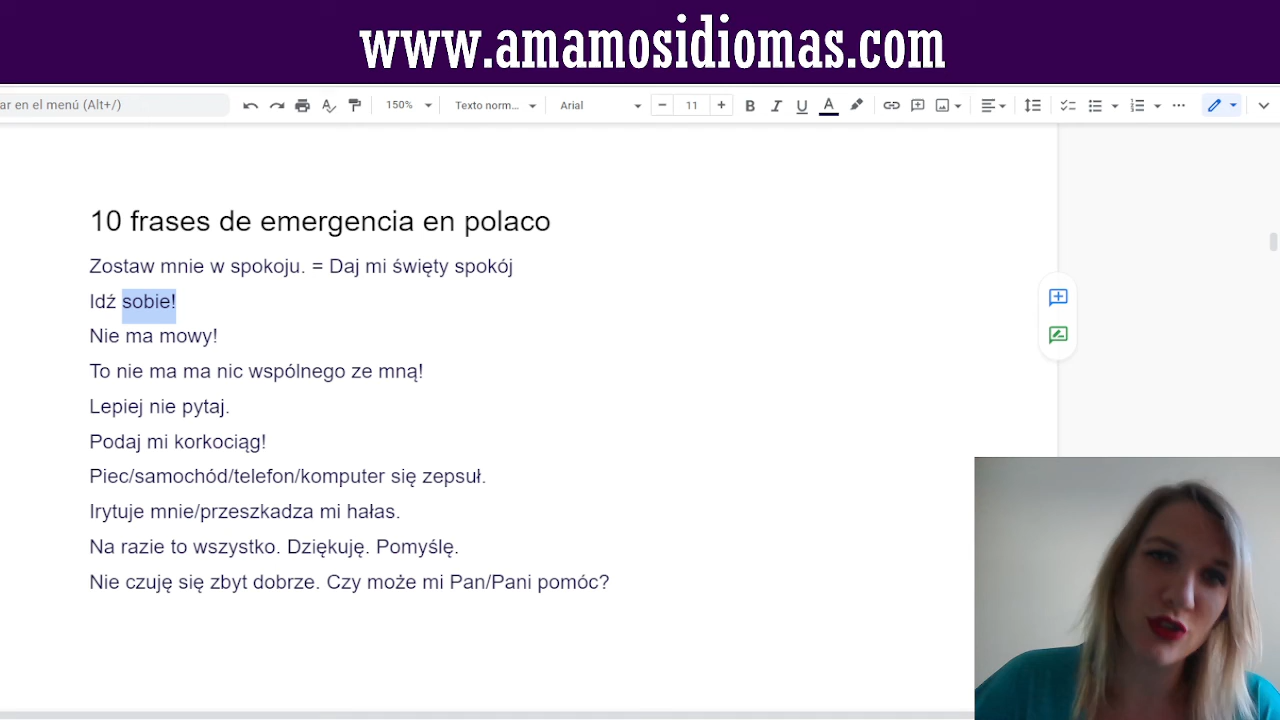 www.amamosidiomas.com
ar en el menú (Alt+/)
150%
Texto norm...
Arial
11
B I U A
10 frases de emergencia en polaco
Zostaw mnie w spokoju. = Daj mi święty spokój
Idź sobie!
Nie ma mowy!
To nie ma ma nic wspólnego ze mną!
Lepiej nie pytaj.
Podaj mi korkociąg!
Piec/samochód/telefon/komputer się zepsuł.
Irytuje mnie/przeszkadza mi hałas.
Na razie to wszystko. Dziękuję. Pomyślę.
Nie czuję się zbyt dobrze. Czy może mi Pan/Pani pomóc?